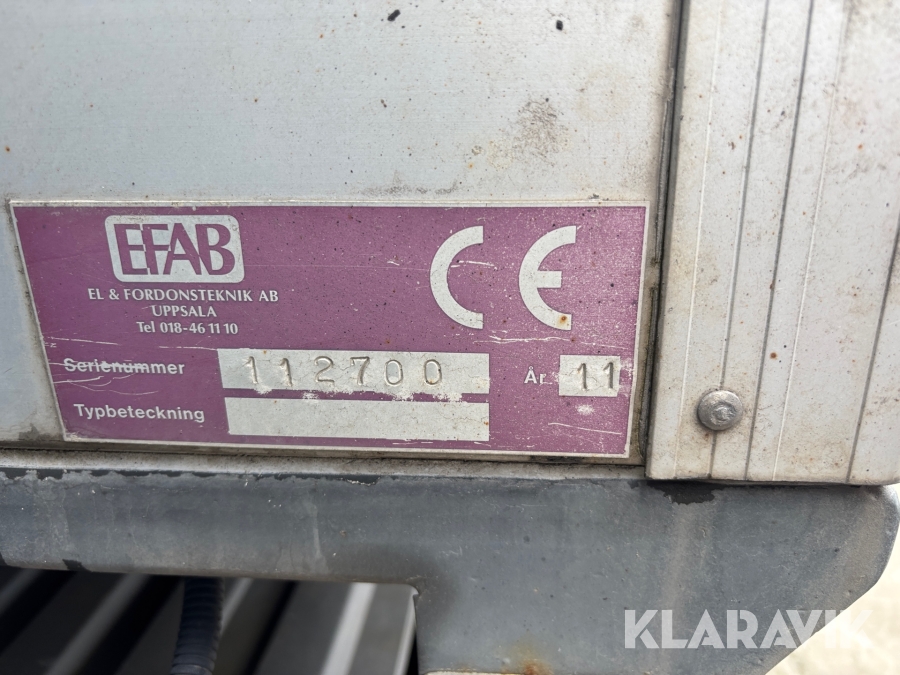 EFAB
CE
EL & FORDONSTEKNIK AB
UPPSALA
Tel 018-46 11 10
Serienummer 112700 År 11
Typbeteckning
KLARAVIK